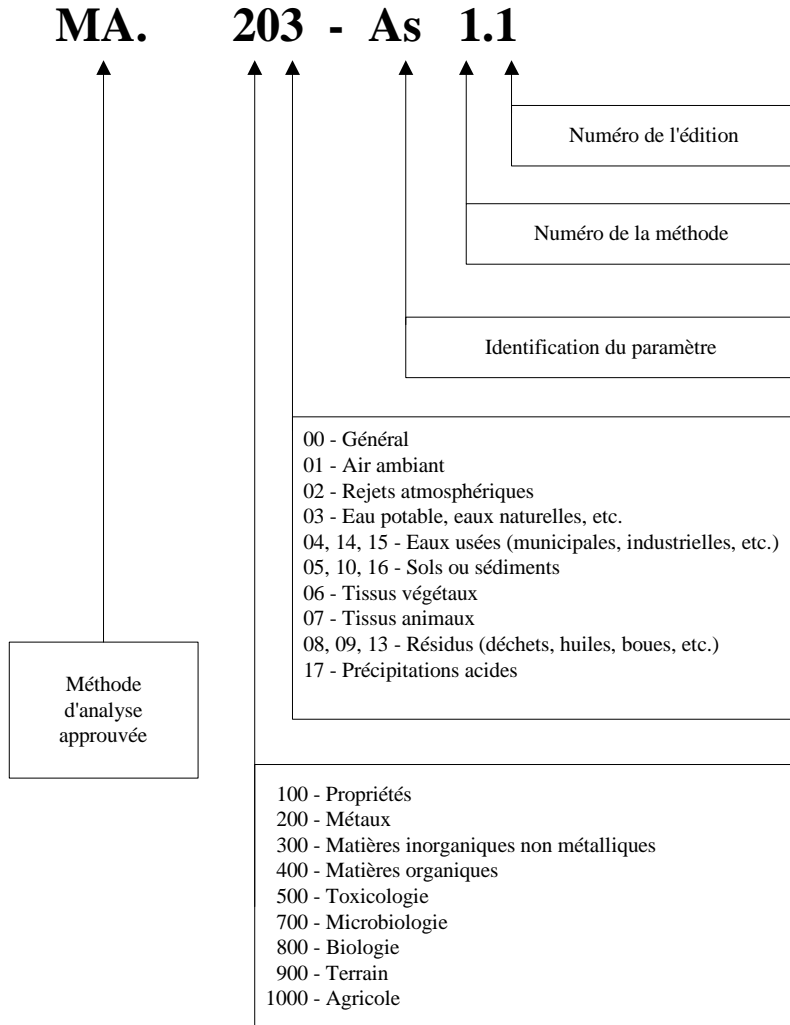 MA. 203 - As 1.1
Numéro de l'édition
Numéro de la méthode
Identification du paramètre
00 - Général
01 - Air ambiant
02 - Rejets atmosphériques
03 - Eau potable, eaux naturelles, etc.
04, 14, 15 - Eaux usées (municipales, industrielles, etc.)
05, 10, 16 - Sols ou sédiments
06 - Tissus végétaux
07 - Tissus animaux
08, 09, 13 - Résidus (déchets, huiles, boues, etc.)
17 - Précipitations acides
Méthode
d'analyse
approuvée
100 - Propriétés
200 - Métaux
300 - Matières inorganiques non métalliques
400 - Matières organiques
500 - Toxicologie
700 - Microbiologie
800 - Biologie
900 - Terrain
1000 - Agricole